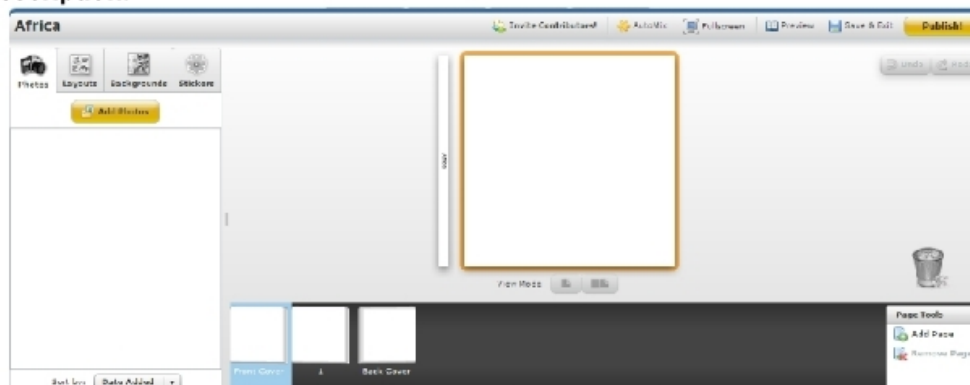 Africa
Invite Contributors!
AutoMix
Fullscreen
Preview
Save & Exit
Publish!
Photos
Layouts
Backgrounds
Stickers
Add Photos
Undo
View Mode
Front Cover
1
Back Cover
Page Tools
Add Page
Remove Page
Sort by:
Date Added